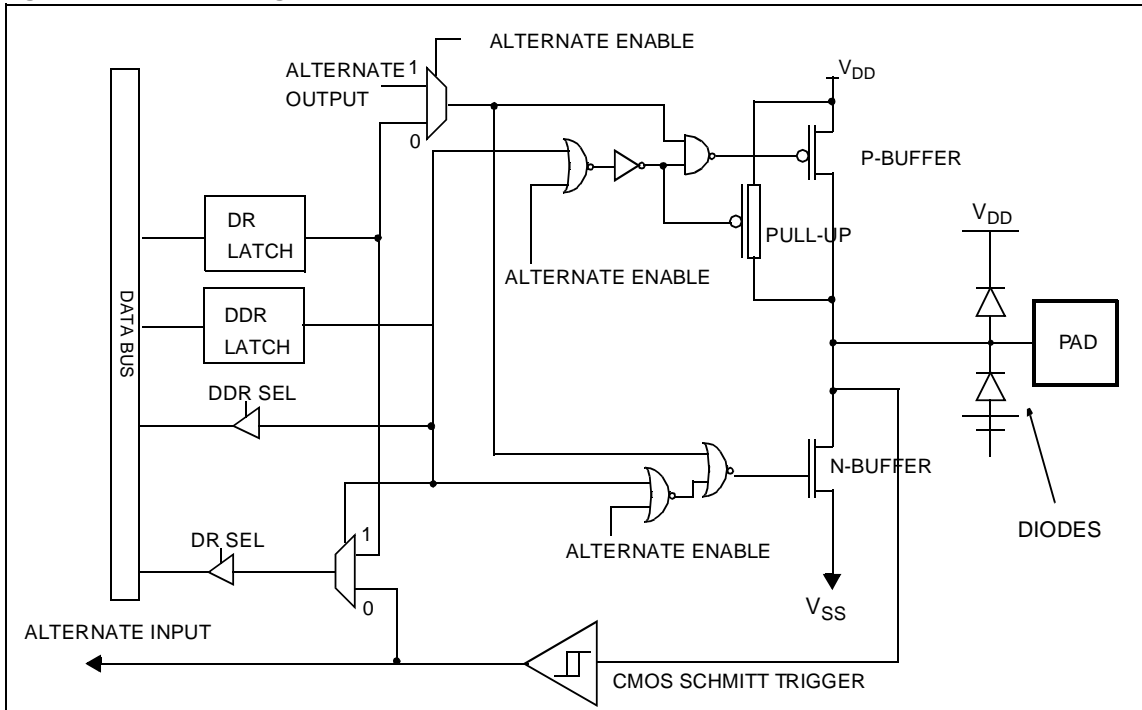 ALTERNATE ENABLE
ALTERNATE 1
OUTPUT
0
VDD
P-BUFFER
PULL-UP
ALTERNATE ENABLE
DR
LATCH
DDR
LATCH
DATA BUS
DDR SEL
VDD
PAD
N-BUFFER
DIODES
ALTERNATE ENABLE
DR SEL
1
0
VSS
ALTERNATE INPUT
CMOS SCHMITT TRIGGER